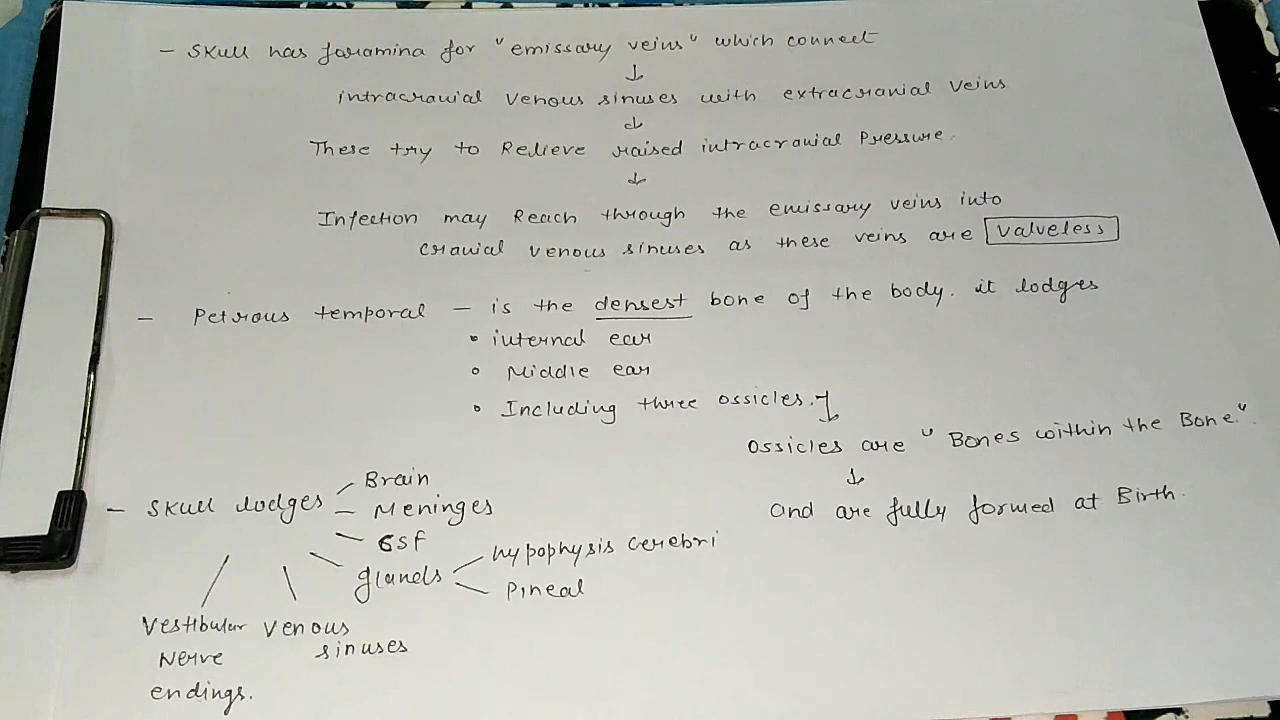 - Skull has foramina for "emissary veins" which connect
↓
intracranial venous sinuses with extracranial veins
↓
These try to Relieve raised intracranial Pressure.
↓
Infection may Reach through the emissary veins into
cranial venous sinuses as these veins are valveless
- Petrous temporal - is the densest bone of the body. it lodges
• internal ear
• Middle ear
• Including three ossicles.
↓
Ossicles are "Bones within the Bone".
↓
and are fully formed at Birth.
- Skull lodges
Brain
Meninges
CSF
glands
hypophysis cerebri
Pineal
Venous
sinuses
Vestibular
Nerve
endings.